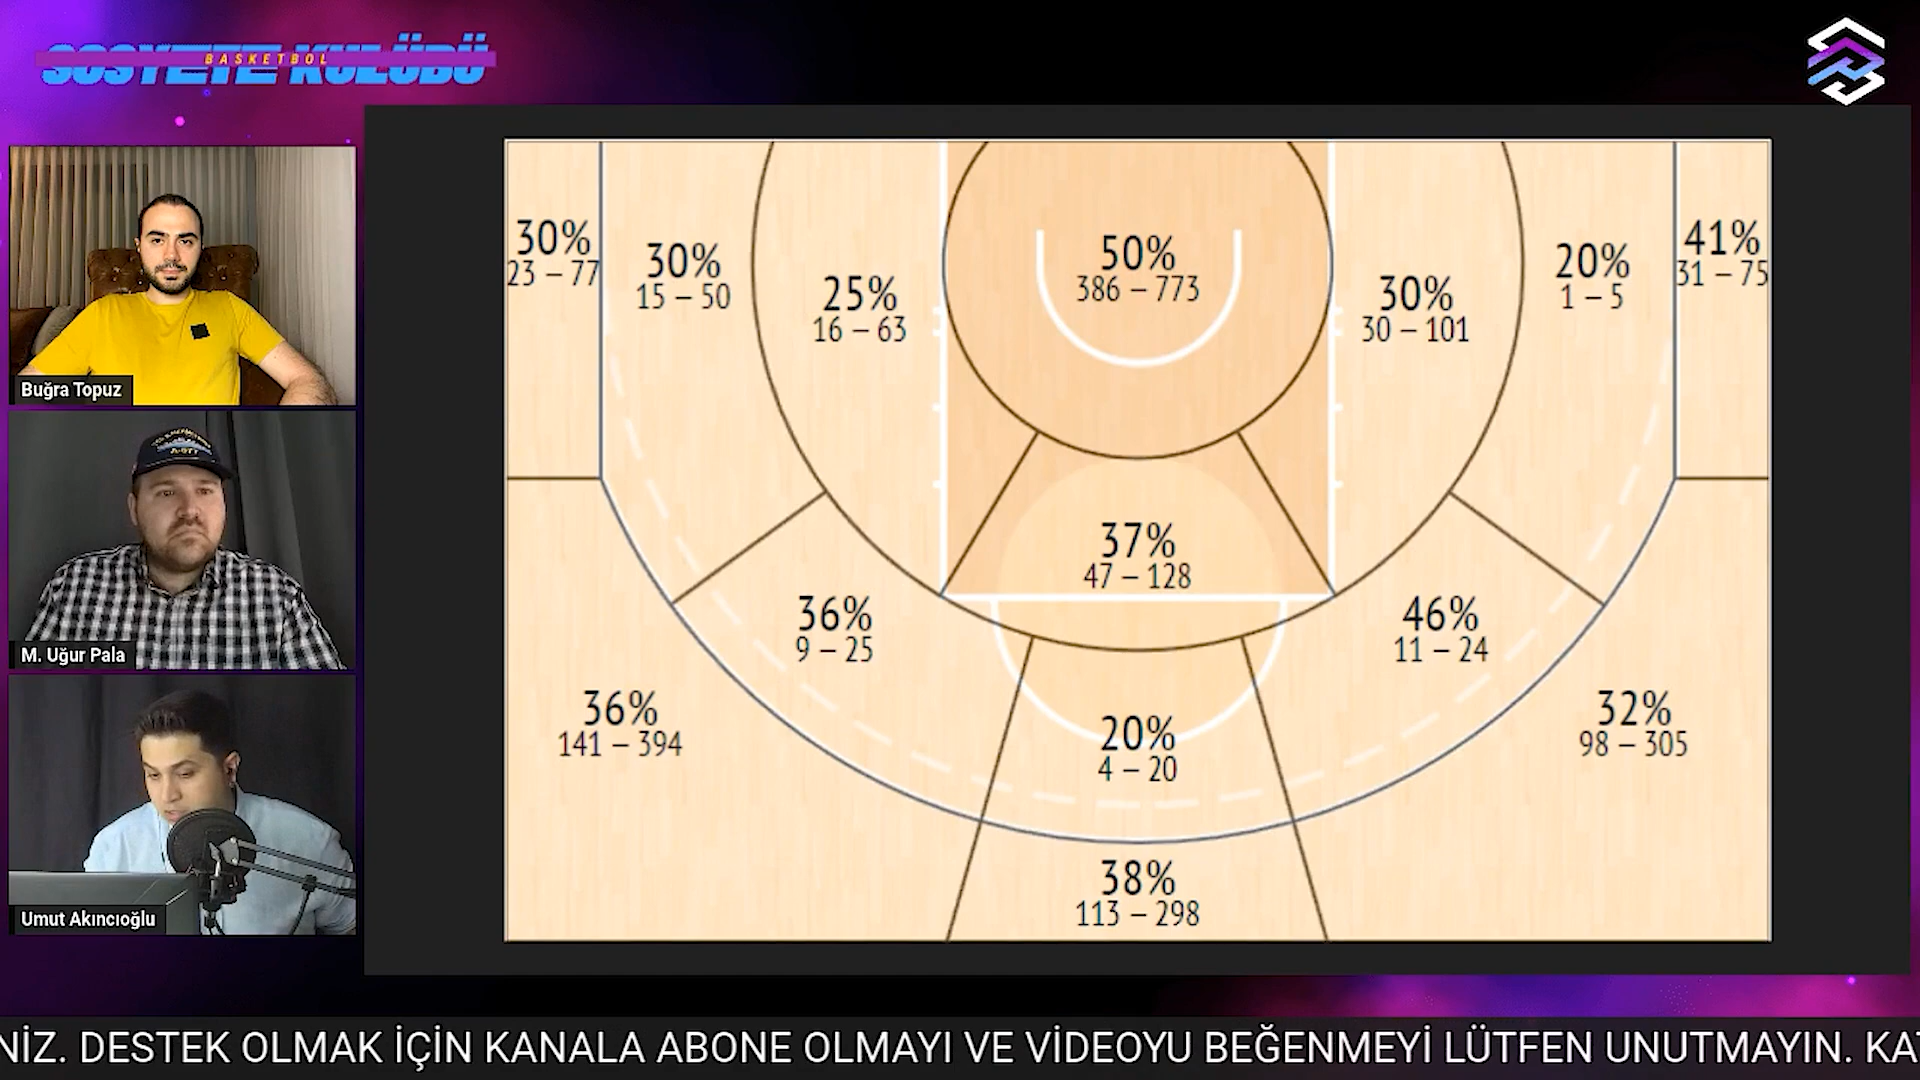 SOSYETE KULÜBÜ
BASKETBOL
Buğra Topuz
M. Uğur Pala
Umut Akıncıoğlu
30%
23 – 77
30%
15 – 50
25%
16 – 63
50%
386 – 773
30%
30 – 101
20%
1 – 5
41%
31 – 75
37%
47 – 128
36%
9 – 25
46%
11 – 24
36%
141 – 394
20%
4 – 20
32%
98 – 305
38%
113 – 298
NİZ. DESTEK OLMAK İÇİN KANALA ABONE OLMAYI VE VİDEOYU BEĞENMEYİ LÜTFEN UNUTMAYIN. KA